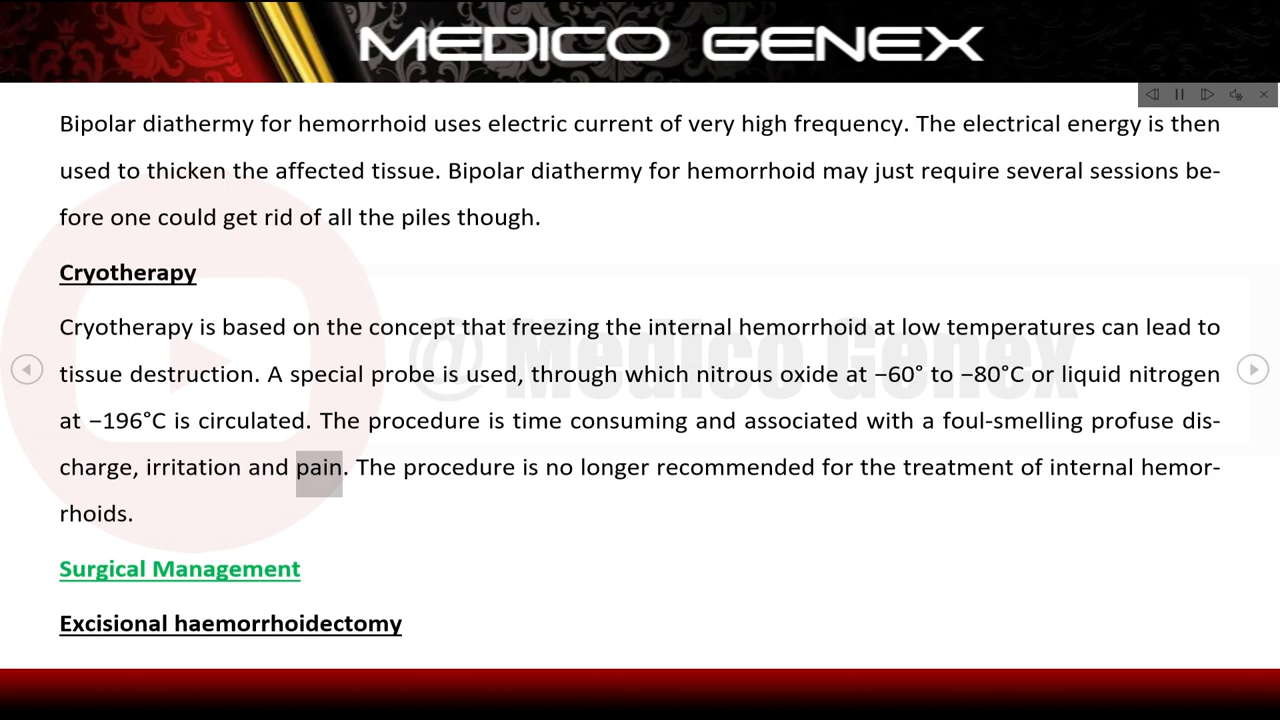 MEDICO GENEX
Bipolar diathermy for hemorrhoid uses electric current of very high frequency. The electrical energy is then
used to thicken the affected tissue. Bipolar diathermy for hemorrhoid may just require several sessions be-
fore one could get rid of all the piles though.
Cryotherapy
Cryotherapy is based on the concept that freezing the internal hemorrhoid at low temperatures can lead to
tissue destruction. A special probe is used, through which nitrous oxide at −60° to −80°C or liquid nitrogen
at −196°C is circulated. The procedure is time consuming and associated with a foul-smelling profuse dis-
charge, irritation and pain. The procedure is no longer recommended for the treatment of internal hemor-
rhoids.
@ Medico Genex
Surgical Management
Excisional haemorrhoidectomy